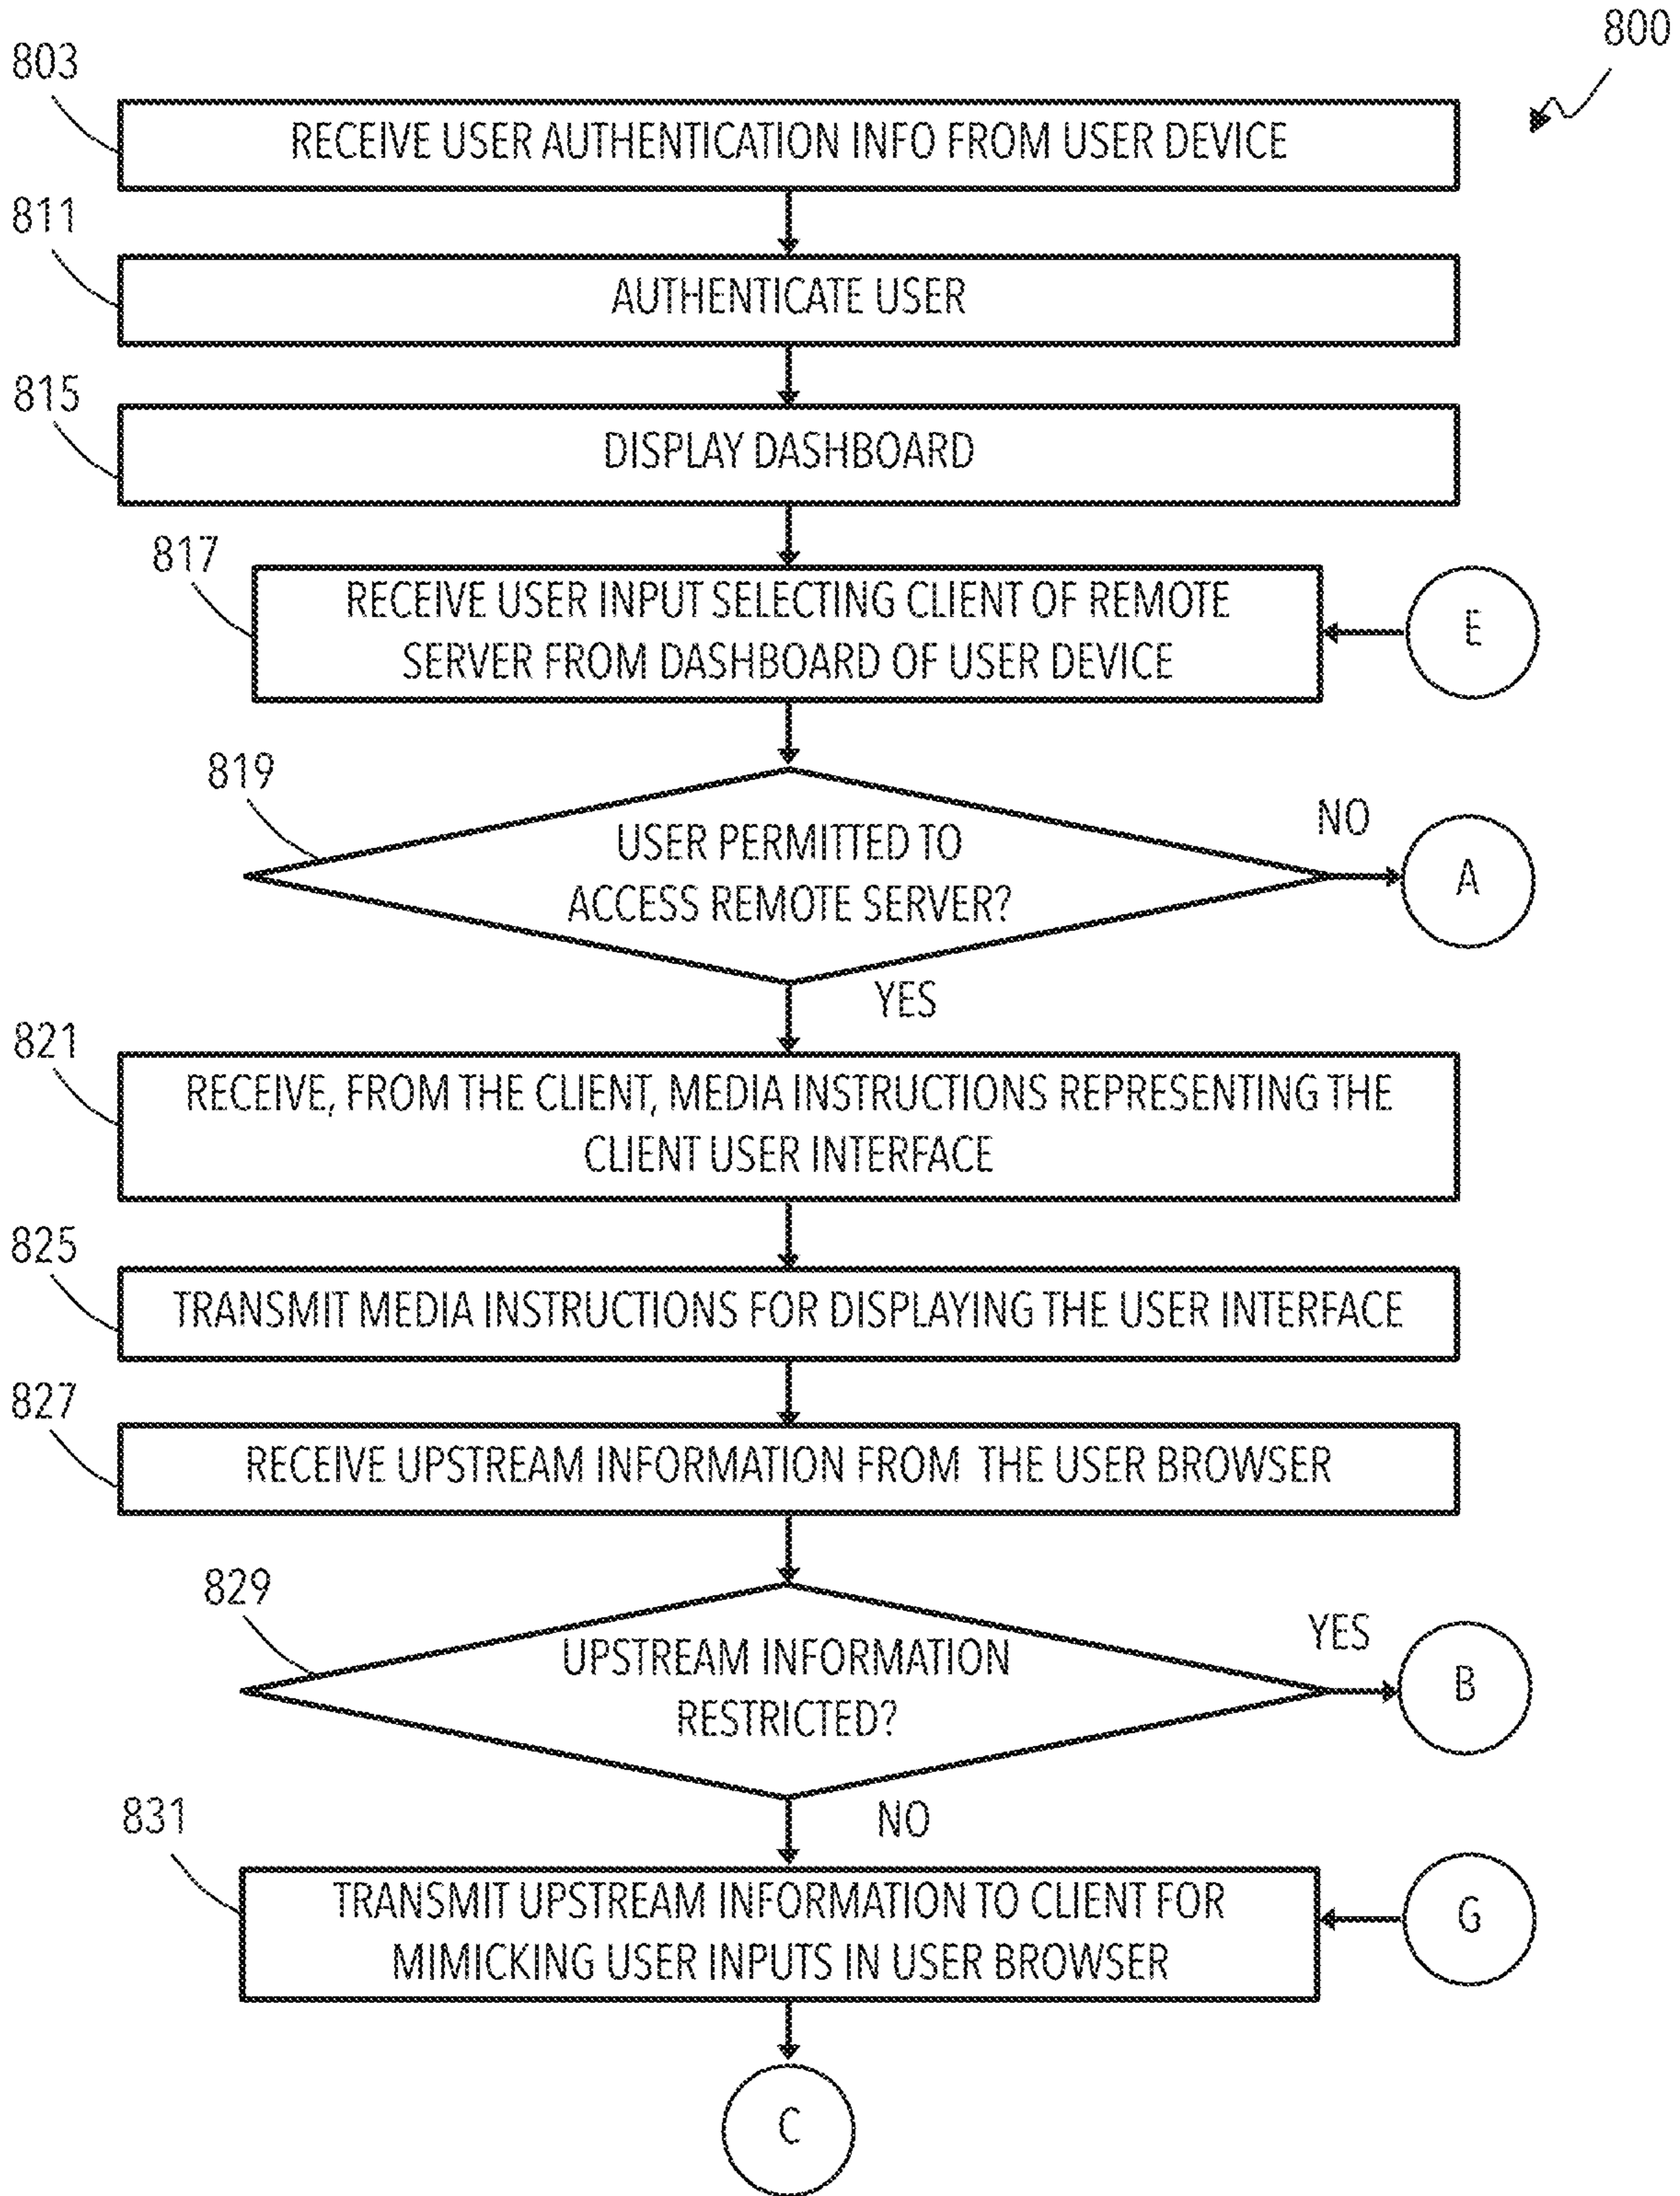 800
803
RECEIVE USER AUTHENTICATION INFO FROM USER DEVICE
811
AUTHENTICATE USER
815
DISPLAY DASHBOARD
817
RECEIVE USER INPUT SELECTING CLIENT OF REMOTE
SERVER FROM DASHBOARD OF USER DEVICE
E
819
USER PERMITTED TO
ACCESS REMOTE SERVER?
NO
A
YES
821
RECEIVE, FROM THE CLIENT, MEDIA INSTRUCTIONS REPRESENTING THE
CLIENT USER INTERFACE
825
TRANSMIT MEDIA INSTRUCTIONS FOR DISPLAYING THE USER INTERFACE
827
RECEIVE UPSTREAM INFORMATION FROM THE USER BROWSER
829
UPSTREAM INFORMATION
RESTRICTED?
YES
B
NO
831
TRANSMIT UPSTREAM INFORMATION TO CLIENT FOR
MIMICKING USER INPUTS IN USER BROWSER
G
C